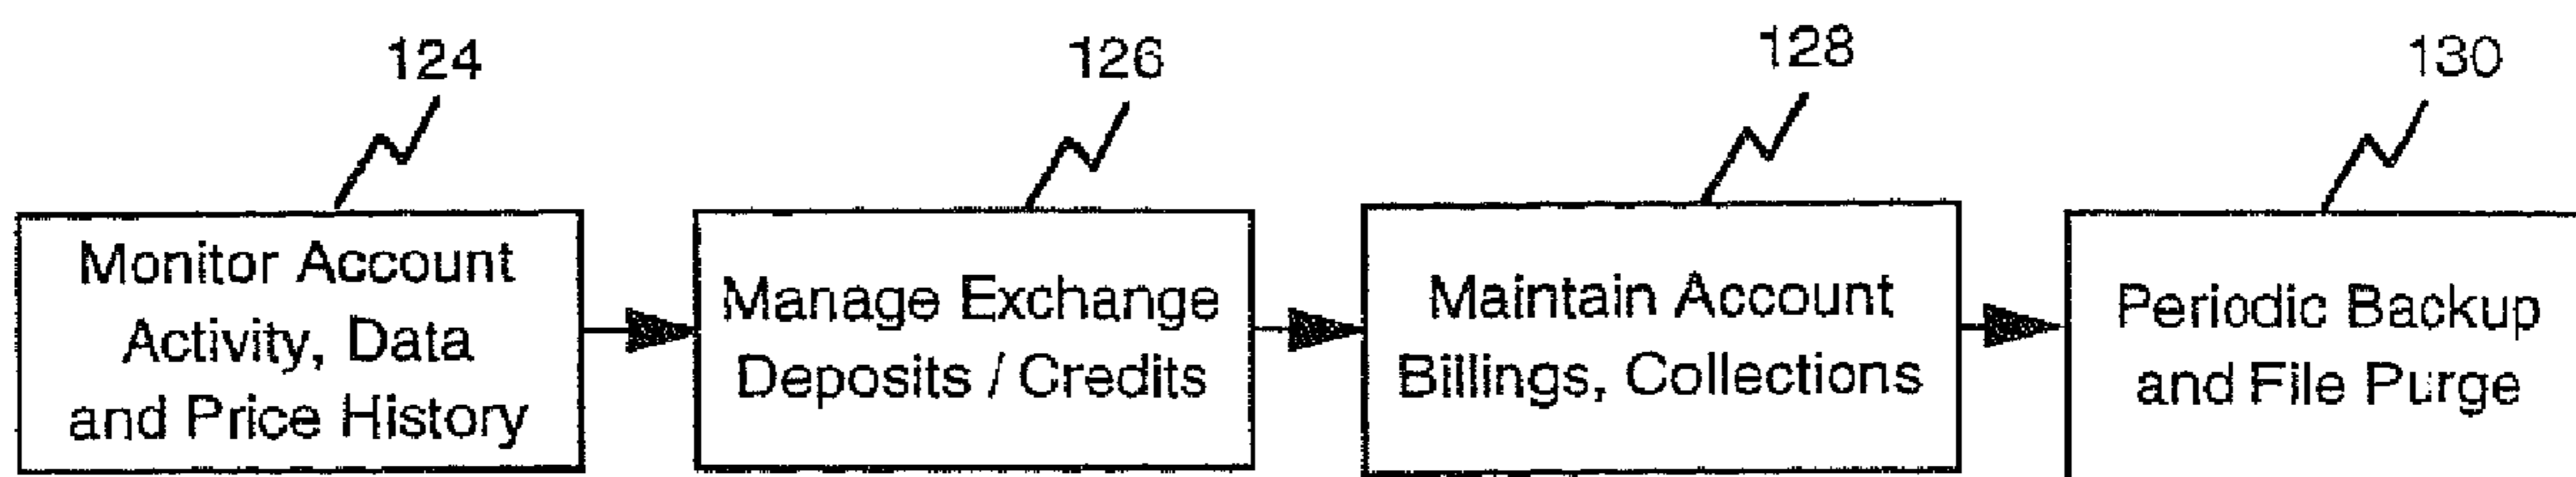 124
126
128
130
Monitor Account
Activity, Data
and Price History
Manage Exchange
Deposits / Credits
Maintain Account
Billings, Collections
Periodic Backup
and File Purge